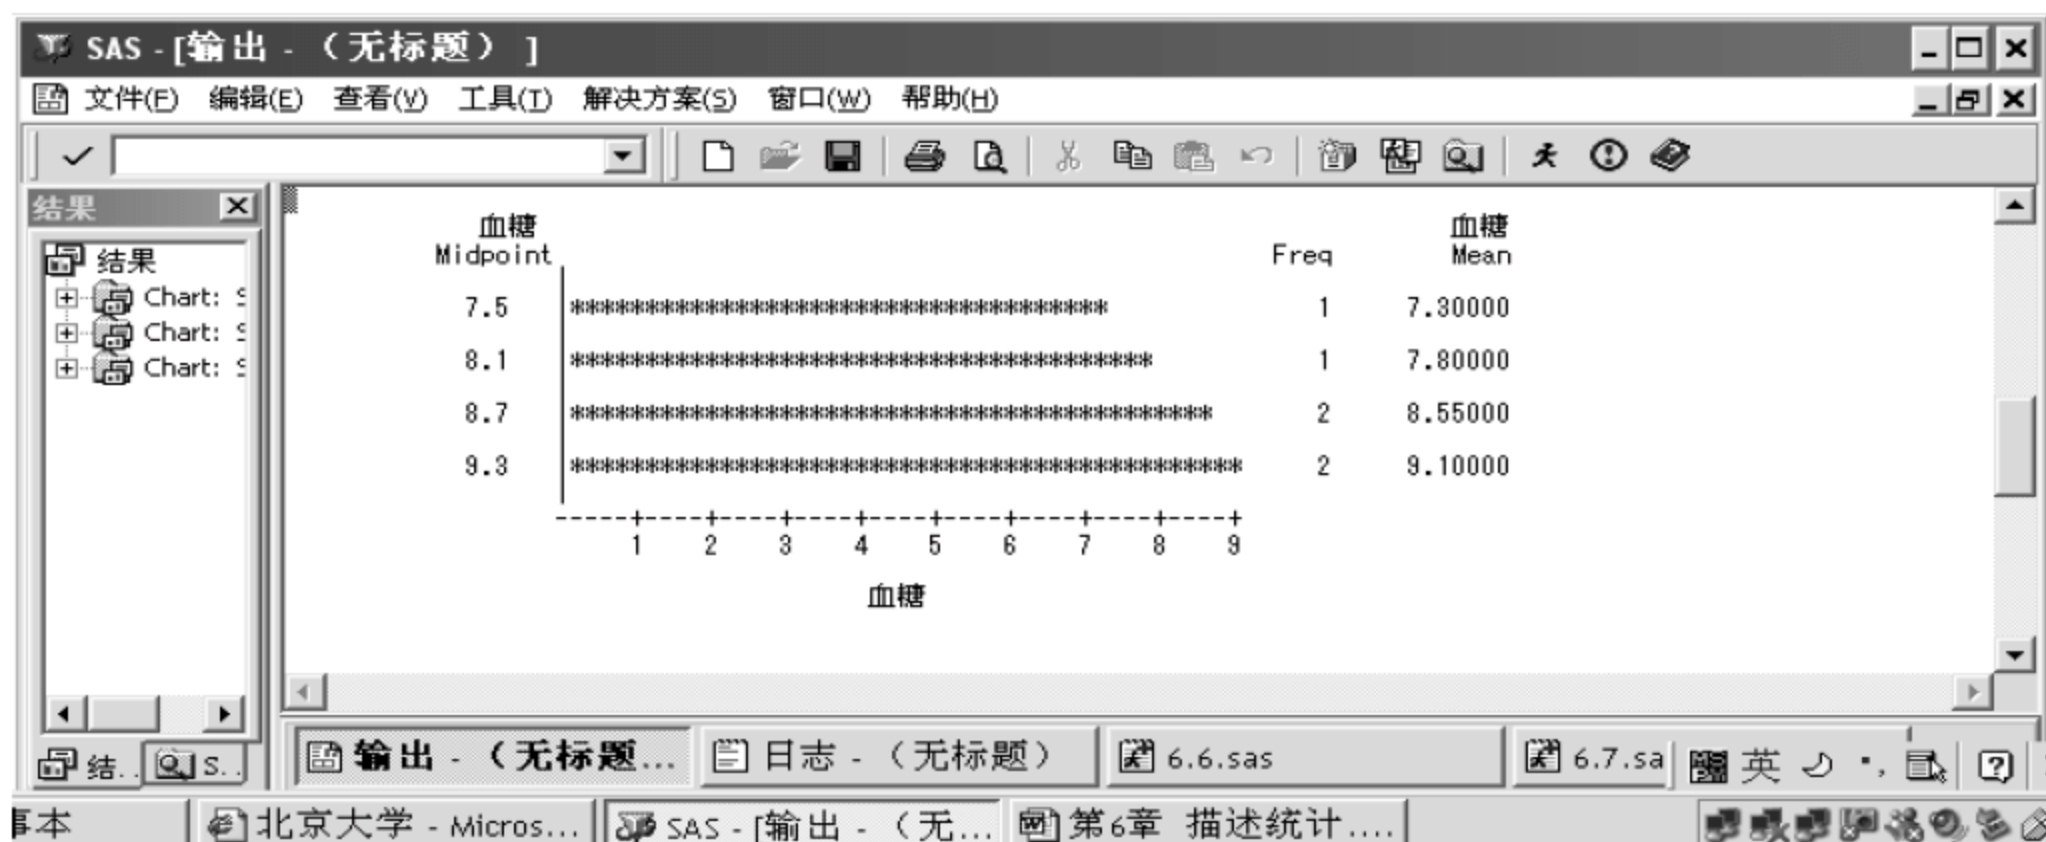 SAS - [输出 - （无标题） ]
文件(F) 编辑(E) 查看(V) 工具(T) 解决方案(S) 窗口(W) 帮助(H)
结果
结果
Chart:
Chart:
Chart:
结..
S..
血糖 血糖
Midpoint Freq Mean
7.5 ************************************ 1 7.30000
8.1 *************************************** 1 7.80000
8.7 ******************************************* 2 8.55000
9.3 ********************************************* 2 9.10000
-----+----+----+----+----+----+----+----+----+
1 2 3 4 5 6 7 8 9
血糖
输出 - （无标题...
日志 - （无标题）
6.6.sas
6.7.sa
英
事本
北京大学 - Micros...
SAS - [输出 - （无...
第6章 描述统计....